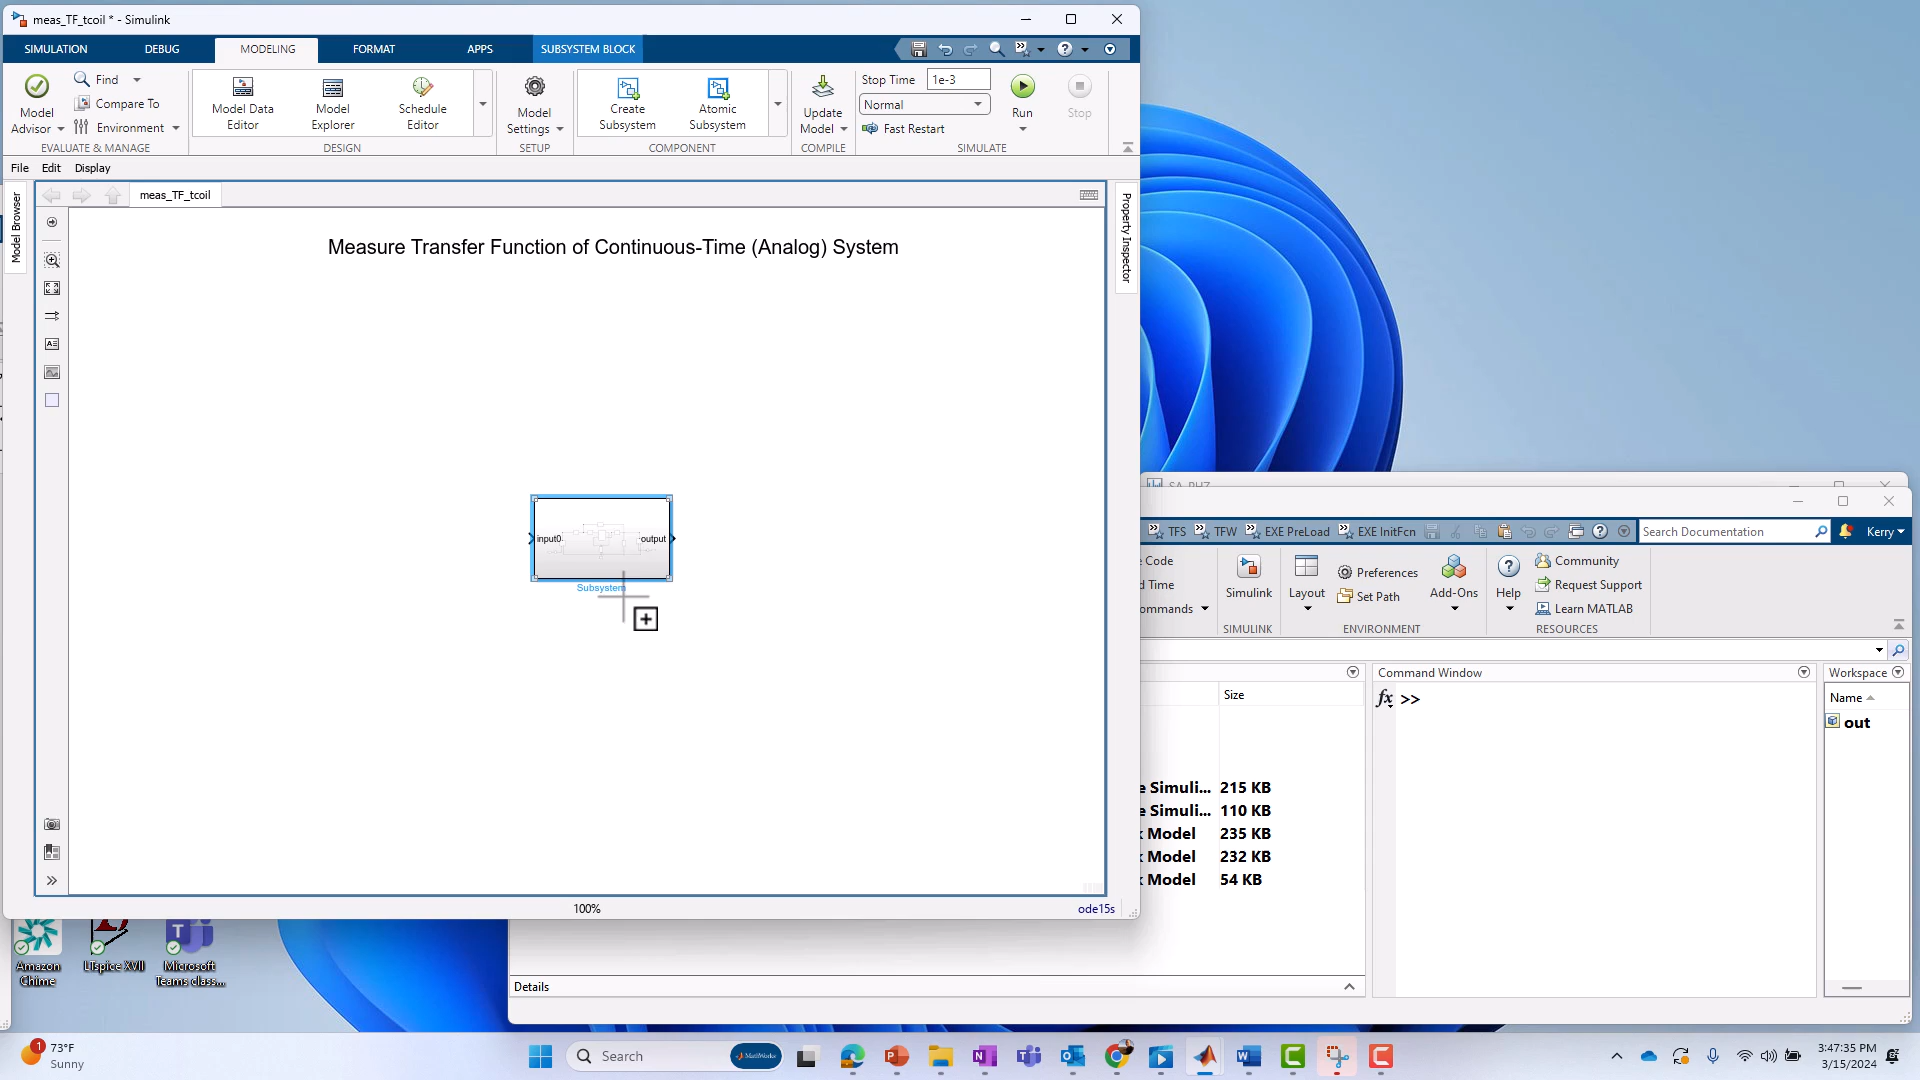 meas_TF_tcoil * - Simulink
SIMULATION DEBUG MODELING FORMAT APPS SUBSYSTEM BLOCK
Model Advisor
Find
Compare To
Environment
EVALUATE & MANAGE
Model Data Editor
Model Explorer
Schedule Editor
DESIGN
Model Settings
SETUP
Create Subsystem
Atomic Subsystem
COMPONENT
Update Model
COMPILE
Stop Time 1e-3
Normal
Fast Restart
Run
Stop
SIMULATE
File Edit Display
Model Browser
meas_TF_tcoil
Property Inspector
Measure Transfer Function of Continuous-Time (Analog) System
input0 output
Subsystem
100% ode15s
TFS TFW EXE PreLoad EXE InitFcn Search Documentation Kerry
e Code
d Time
ommands
Simulink
SIMULINK
Layout
Preferences
Set Path
Add-Ons
ENVIRONMENT
Help
Community
Request Support
Learn MATLAB
RESOURCES
Size
e Simuli... 215 KB
e Simuli... 110 KB
k Model 235 KB
k Model 232 KB
k Model 54 KB
Details
Command Window
fx >>
Workspace
Name
out
Amazon Chime
LTspice XVII
Microsoft Teams class...
1
73°F
Sunny
Search
MathWorks
3:47:35 PM
3/15/2024